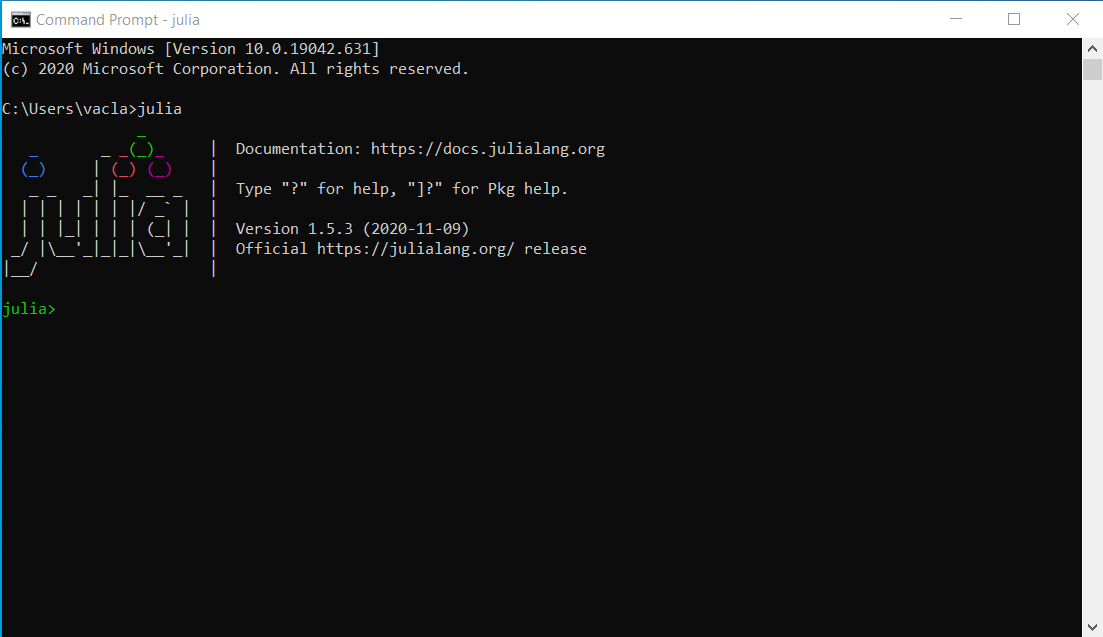 Command Prompt - julia
Microsoft Windows [Version 10.0.19042.631]
(c) 2020 Microsoft Corporation. All rights reserved.
C:\Users\vacla>julia
               _
   _       _ _(_)_     |  Documentation: https://docs.julialang.org
  (_)     | (_) (_)    |
   _ _   _| |_  __ _   |  Type "?" for help, "]?" for Pkg help.
  | | | | | | |/ _` |  |
  | | |_| | | | (_| |  |  Version 1.5.3 (2020-11-09)
 _/ |\__'_|_|_|\__'_|  |  Official https://julialang.org/ release
|__/                   |
julia>